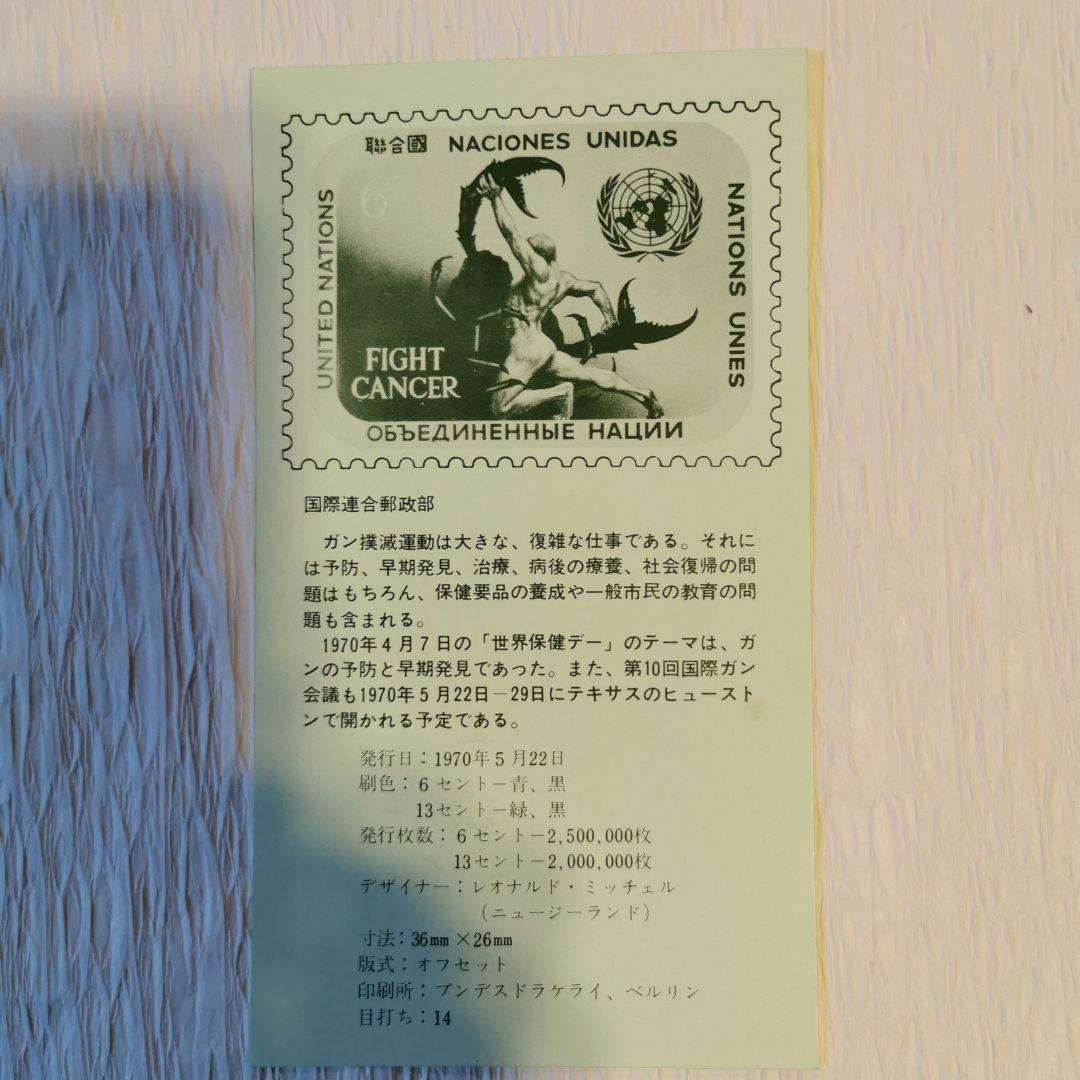 聯合國 NACIONES UNIDAS
6
UNITED NATIONS
NATIONS UNIES
FIGHT
CANCER
ОБЪЕДИНЕННЫЕ НАЦИИ
国際連合郵政部
ガン撲滅運動は大きな、復雑な仕事である。それに
は予防、早期発見、治療、病後の療養、社会復帰の問
題はもちろん、保健要品の養成や一般市民の教育の問
題も含まれる。
1970年4月7日の「世界保健デー」のテーマは、ガ
ンの予防と早期発見であった。また、第10回国際ガン
会議も1970年5月22日−29日にテキサスのヒュースト
ンで開かれる予定である。
発行日：1970年5月22日
刷色：6セント−青、黒
13セント−緑、黒
発行枚数：6セント−2,500,000枚
13セント−2,000,000枚
デザイナー：レオナルド・ミッチェル
（ニュージーランド）
寸法：36mm×26mm
版式：オフセット
印刷所：ブンデスドラケライ、ベルリン
目打ち：14